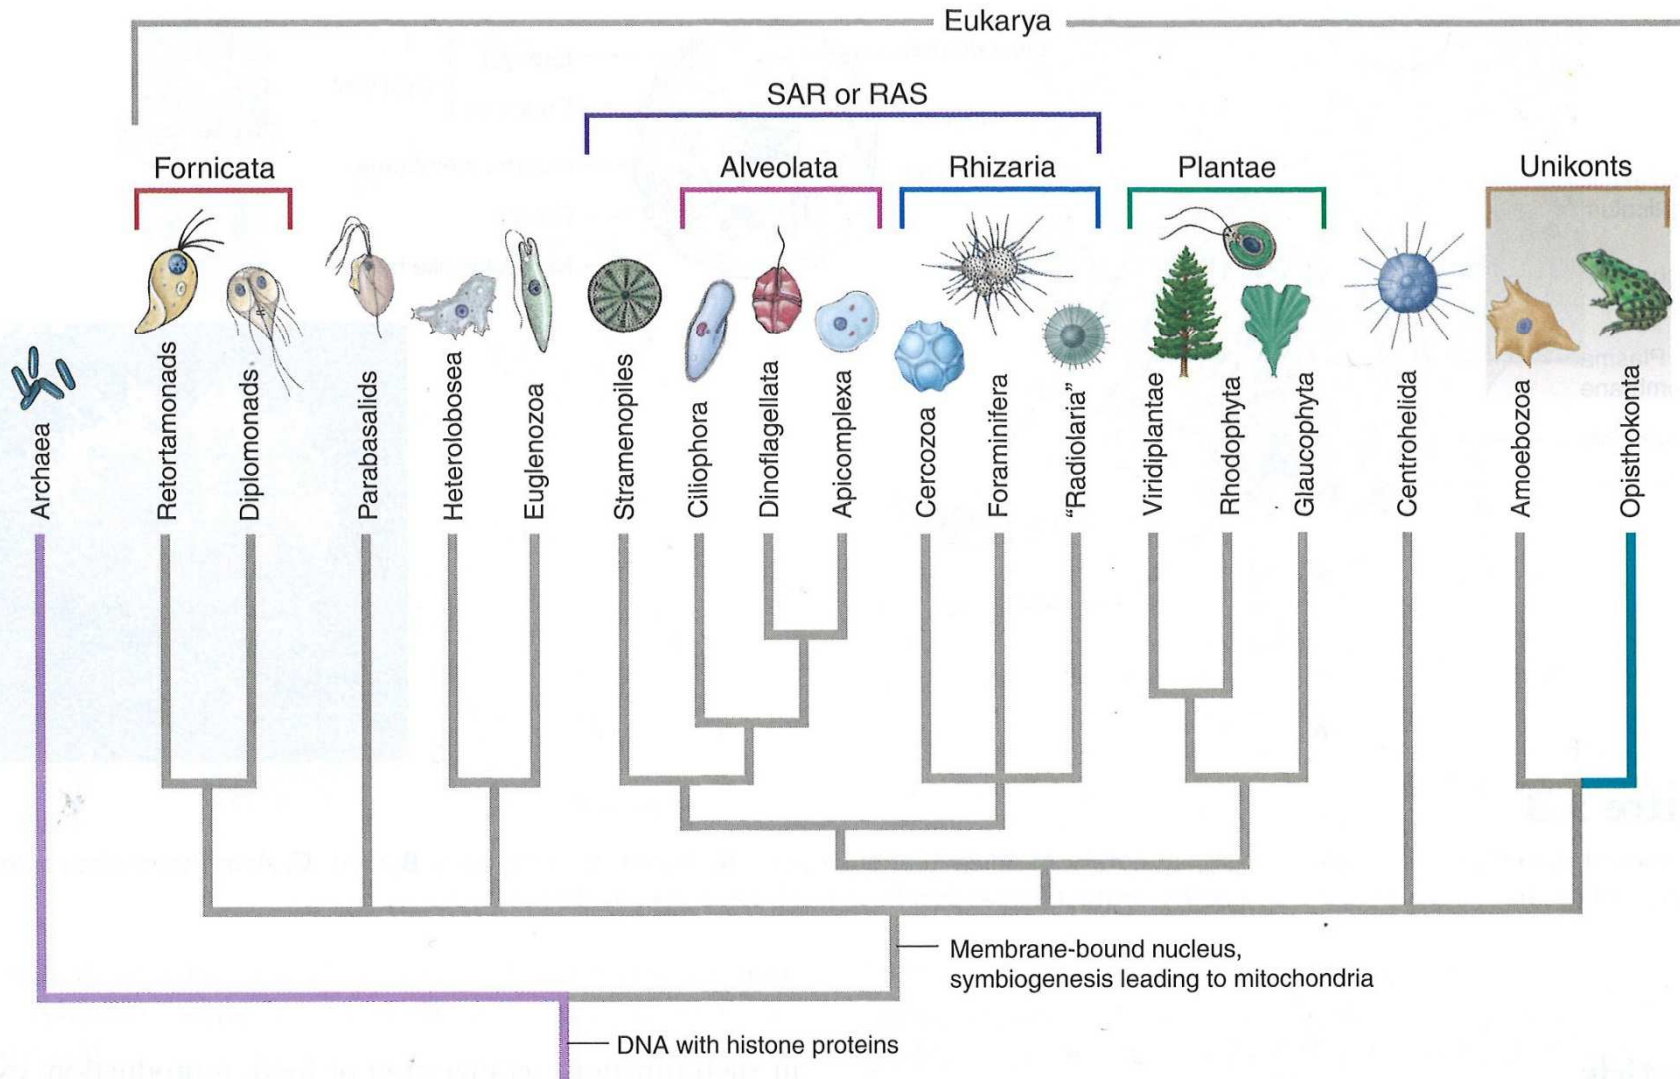 Eukarya
SAR or RAS
Fornicata
Alveolata
Rhizaria
Plantae
Unikonts
Archaea
Retortamonads
Diplomonads
Parabasalids
Heterolobosea
Euglenozoa
Stramenopiles
Ciliophora
Dinoflagellata
Apicomplexa
Cercozoa
Foraminifera
“Radiolaria”
Viridiplantae
Rhodophyta
Glaucophyta
Centrohelida
Amoebozoa
Opisthokonta
Membrane-bound nucleus,
symbiogenesis leading to mitochondria
DNA with histone proteins